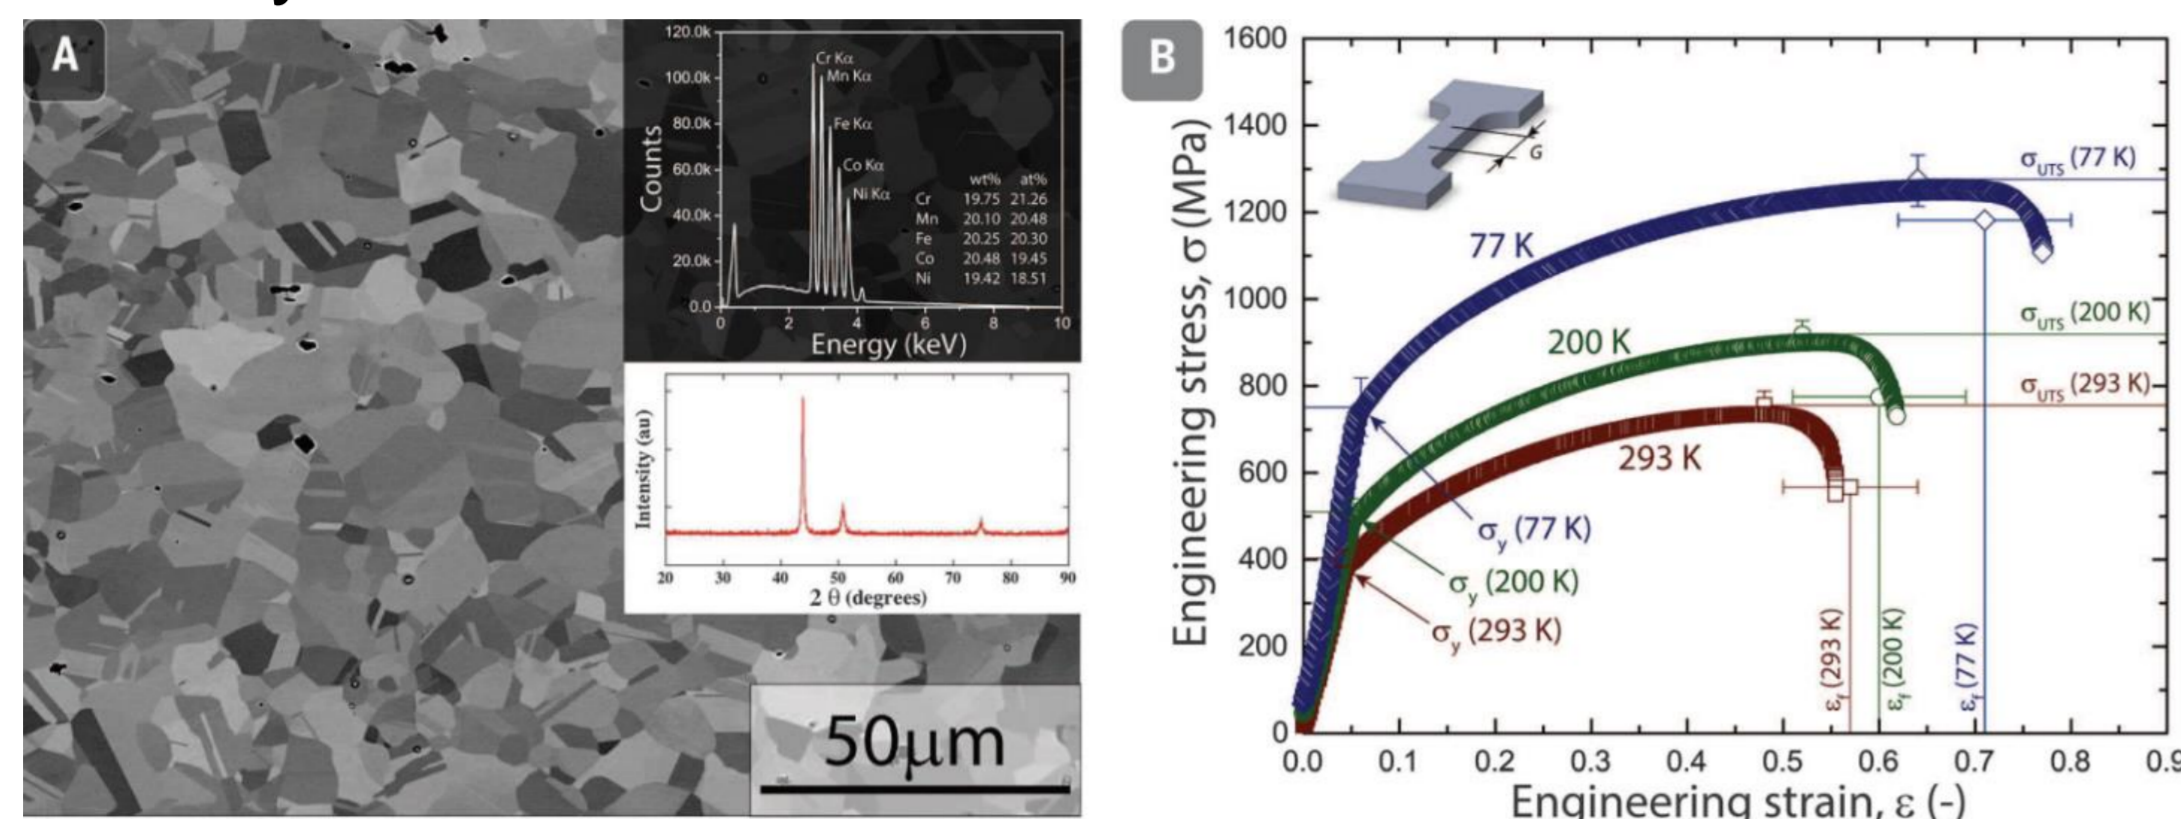 A
120.0k
100.0k
80.0k
60.0k
40.0k
20.0k
0.0
Counts
Cr Kα
Mn Kα
Fe Kα
Co Kα
Ni Kα
wt% at%
Cr 19.75 21.26
Mn 20.10 20.48
Fe 20.25 20.30
Co 20.48 19.45
Ni 19.42 18.51
0 2 4 6 8 10
Energy (keV)
Intensity (au)
20 30 40 50 60 70 80 90
2 θ (degrees)
50μm
B
1600
1400
1200
1000
800
600
400
200
0
Engineering stress, σ (MPa)
G
σUTS (77 K)
77 K
σUTS (200 K)
200 K
σUTS (293 K)
293 K
σy (77 K)
σy (200 K)
σy (293 K)
εf (293 K)
εf (200 K)
εf (77 K)
0.0 0.1 0.2 0.3 0.4 0.5 0.6 0.7 0.8 0.9
Engineering strain, ε (-)